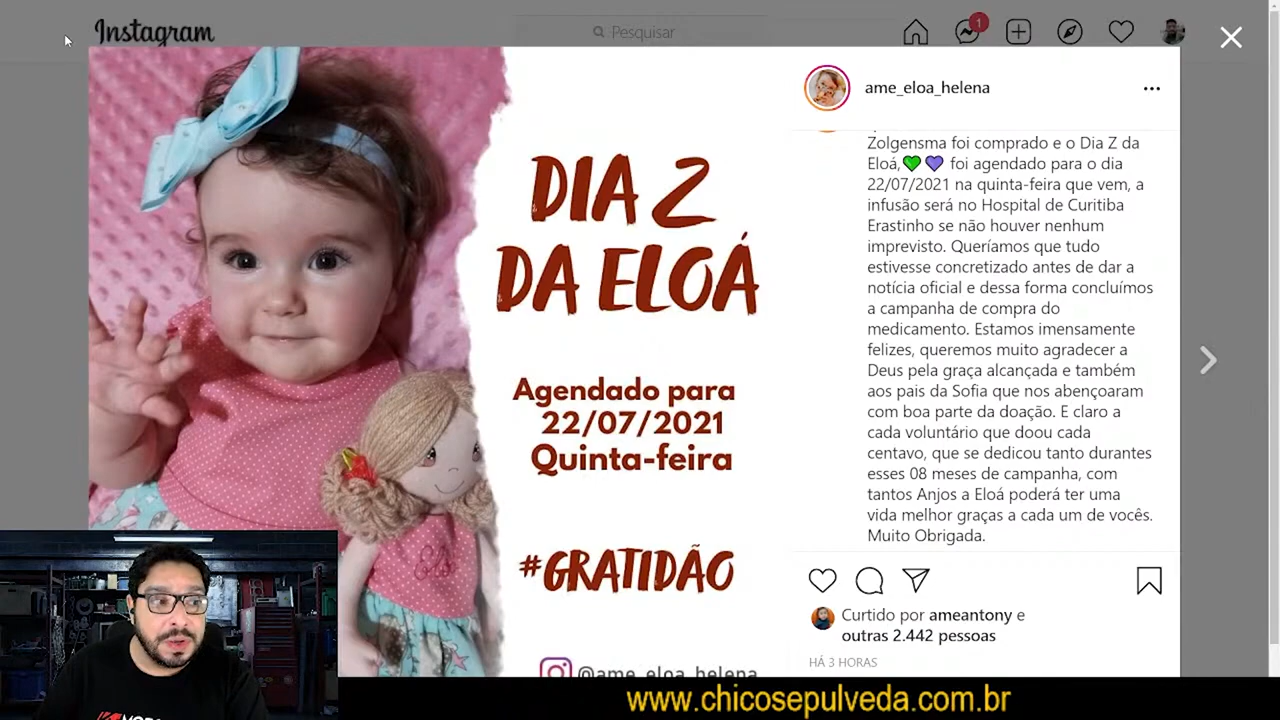 Instagram
Pesquisar
1
ame_eloa_helena
DIA Z
DA ELOÁ
Agendado para
22/07/2021
Quinta-feira
#GRATIDÃO
@ame_eloa_helena
Zolgensma foi comprado e o Dia Z da
Eloá,💚💜 foi agendado para o dia
22/07/2021 na quinta-feira que vem, a
infusão será no Hospital de Curitiba
Erastinho se não houver nenhum
imprevisto. Queríamos que tudo
estivesse concretizado antes de dar a
notícia oficial e dessa forma concluímos
a campanha de compra do
medicamento. Estamos imensamente
felizes, queremos muito agradecer a
Deus pela graça alcançada e também
aos pais da Sofia que nos abençoaram
com boa parte da doação. E claro a
cada voluntário que doou cada
centavo, que se dedicou tanto durantes
esses 08 meses de campanha, com
tantos Anjos a Eloá poderá ter uma
vida melhor graças a cada um de vocês.
Muito Obrigada.
Curtido por ameantony e
outras 2.442 pessoas
HÁ 3 HORAS
www.chicosepulveda.com.br